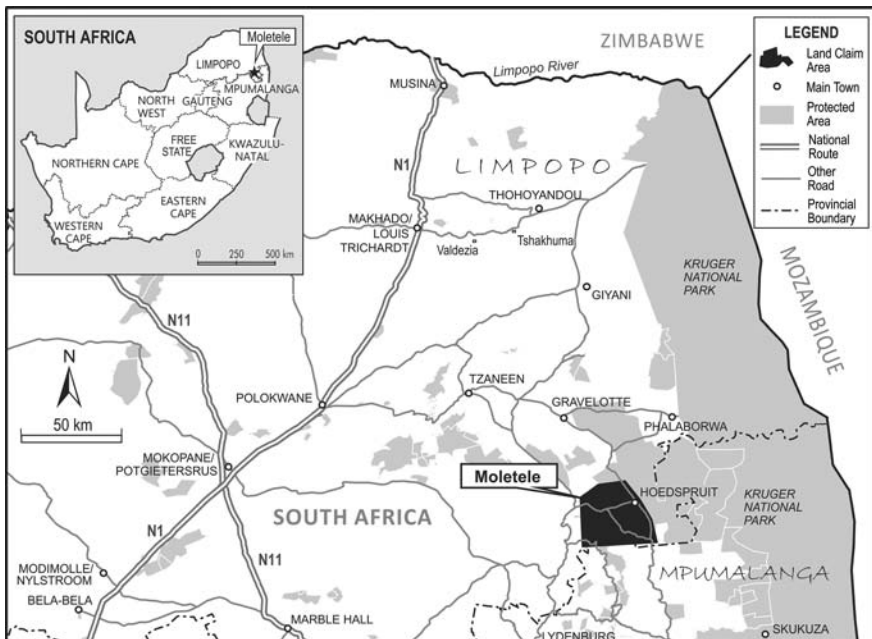 SOUTH AFRICA
Moletele
LIMPOPO
MPUMALANGA
NORTH
WEST
GAUTENG
FREE
STATE
KWAZULU-
NATAL
NORTHERN CAPE
EASTERN
CAPE
WESTERN
CAPE
0 250 500 km
ZIMBABWE
Limpopo River
MUSINA
LEGEND
Land Claim
Area
Main Town
Protected
Area
National
Route
Other
Road
Provincial
Boundary
N1
LIMPOPO
THOHOYANDOU
MAKHADO/
LOUIS
TRICHARDT
Valdezia
Tshakhuma
KRUGER
NATIONAL
PARK
MOZAMBIQUE
GIYANI
N11
N
50 km
TZANEEN
POLOKWANE
GRAVELOTTE
PHALABORWA
MOKOPANE/
POTGIETERSRUS
Moletele
HOEDSPRUIT
KRUGER
NATIONAL
PARK
SOUTH AFRICA
N1
N11
MODIMOLLE/
NYLSTROOM
MPUMALANGA
BELA-BELA
MARBLE HALL
LYDENBURG
SKUKUZA